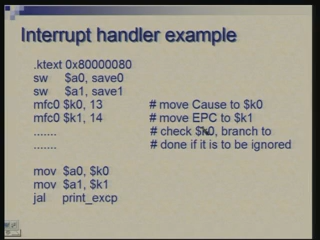 Interrupt handler example
.ktext 0x80000080
sw $a0, save0
sw $a1, save1
mfc0 $k0, 13 # move Cause to $k0
mfc0 $k1, 14 # move EPC to $k1
....... # check $k0, branch to
....... # done if it is to be ignored
mov $a0, $k0
mov $a1, $k1
jal print_excp